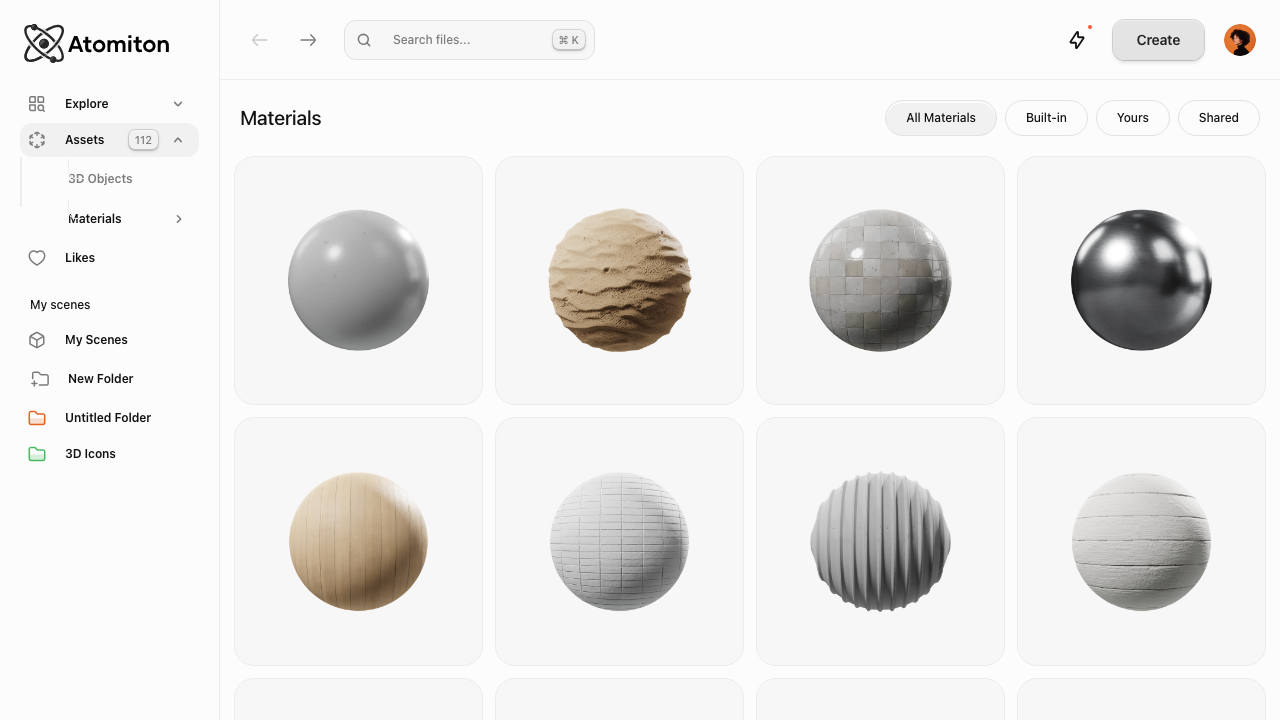 Atomiton
Search files...
⌘ K
Create
Explore
Assets
112
3D Objects
Materials
Likes
My scenes
My Scenes
New Folder
Untitled Folder
3D Icons
Materials
All Materials
Built-in
Yours
Shared